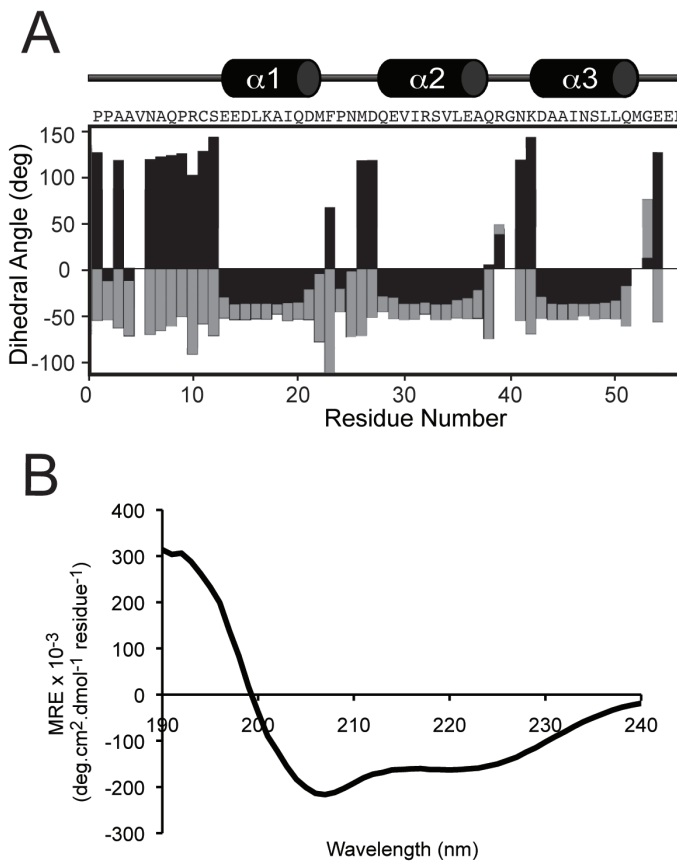 A
α1 α2 α3
PPAAVNAQPRCSEEDLKAIQDMFPNMDQEVIRSVLEAQRGNKDAAINSLLQMGEE
Dihedral Angle (deg)
150
100
50
0
-50
-100
0 10 20 30 40 50
Residue Number
B
MRE x 10⁻³
(deg.cm².dmol⁻¹ residue⁻¹)
400
300
200
100
0
-100
-200
-300
190 200 210 220 230 240
Wavelength (nm)